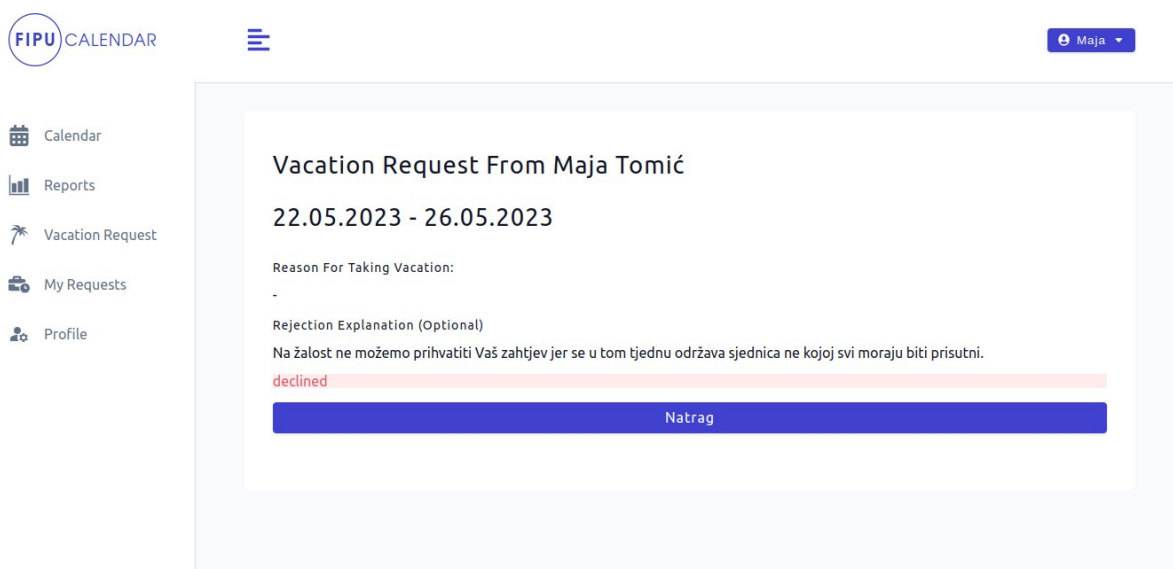 FIPU CALENDAR
Maja
Calendar
Reports
Vacation Request
My Requests
Profile
Vacation Request From Maja Tomić
22.05.2023 - 26.05.2023
Reason For Taking Vacation:
-
Rejection Explanation (Optional)
Na žalost ne možemo prihvatiti Vaš zahtjev jer se u tom tjednu održava sjednica ne kojoj svi moraju biti prisutni.
declined
Natrag